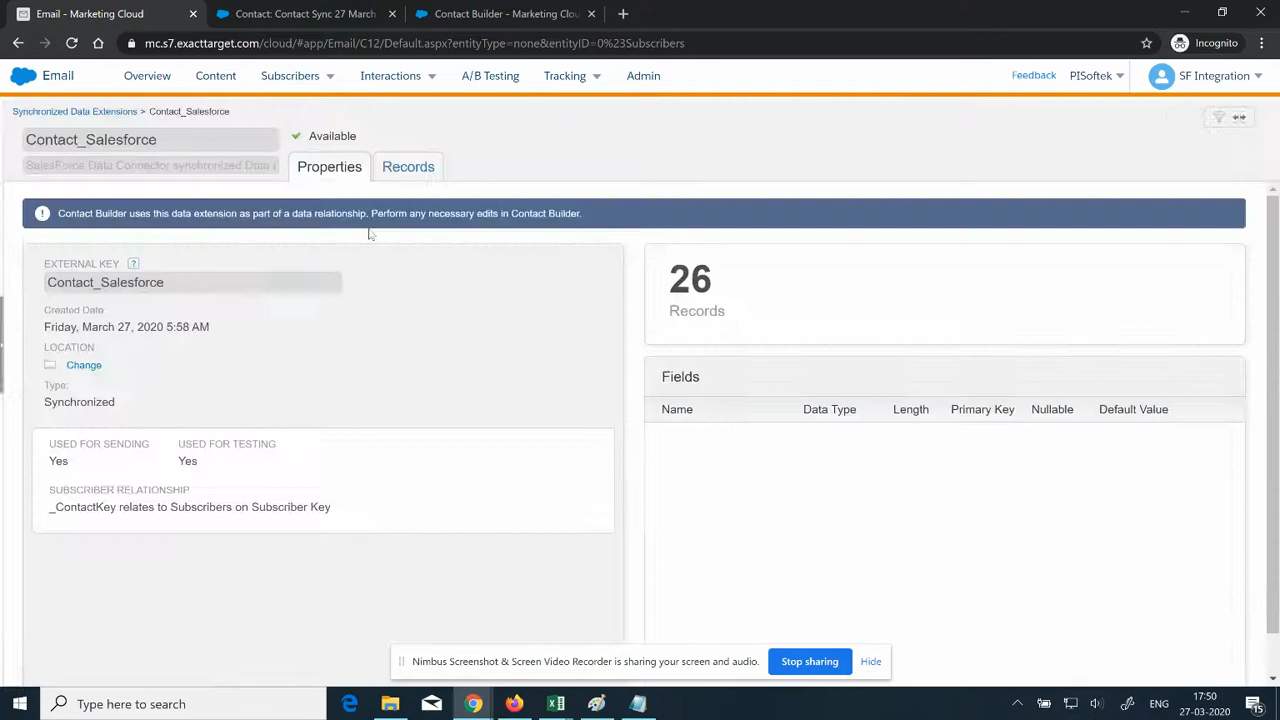 Email - Marketing Cloud
Contact: Contact Sync 27 March
Contact Builder - Marketing Clou
mc.s7.exacttarget.com/cloud/#app/Email/C12/Default.aspx?entityType=none&entityID=0%23Subscribers
Incognito
Email
Overview
Content
Subscribers
Interactions
A/B Testing
Tracking
Admin
Feedback
PISoftek
SF Integration
Synchronized Data Extensions > Contact_Salesforce
Contact_Salesforce
Available
SalesForce Data Connector synchronized Data
Properties
Records
Contact Builder uses this data extension as part of a data relationship. Perform any necessary edits in Contact Builder.
EXTERNAL KEY ?
Contact_Salesforce
Created Date
Friday, March 27, 2020 5:58 AM
LOCATION
Change
Type:
Synchronized
USED FOR SENDING
USED FOR TESTING
Yes
Yes
SUBSCRIBER RELATIONSHIP
_ContactKey relates to Subscribers on Subscriber Key
26
Records
Fields
Name
Data Type
Length
Primary Key
Nullable
Default Value
Nimbus Screenshot & Screen Video Recorder is sharing your screen and audio.
Stop sharing
Hide
Type here to search
ENG
17:50
27-03-2020
15